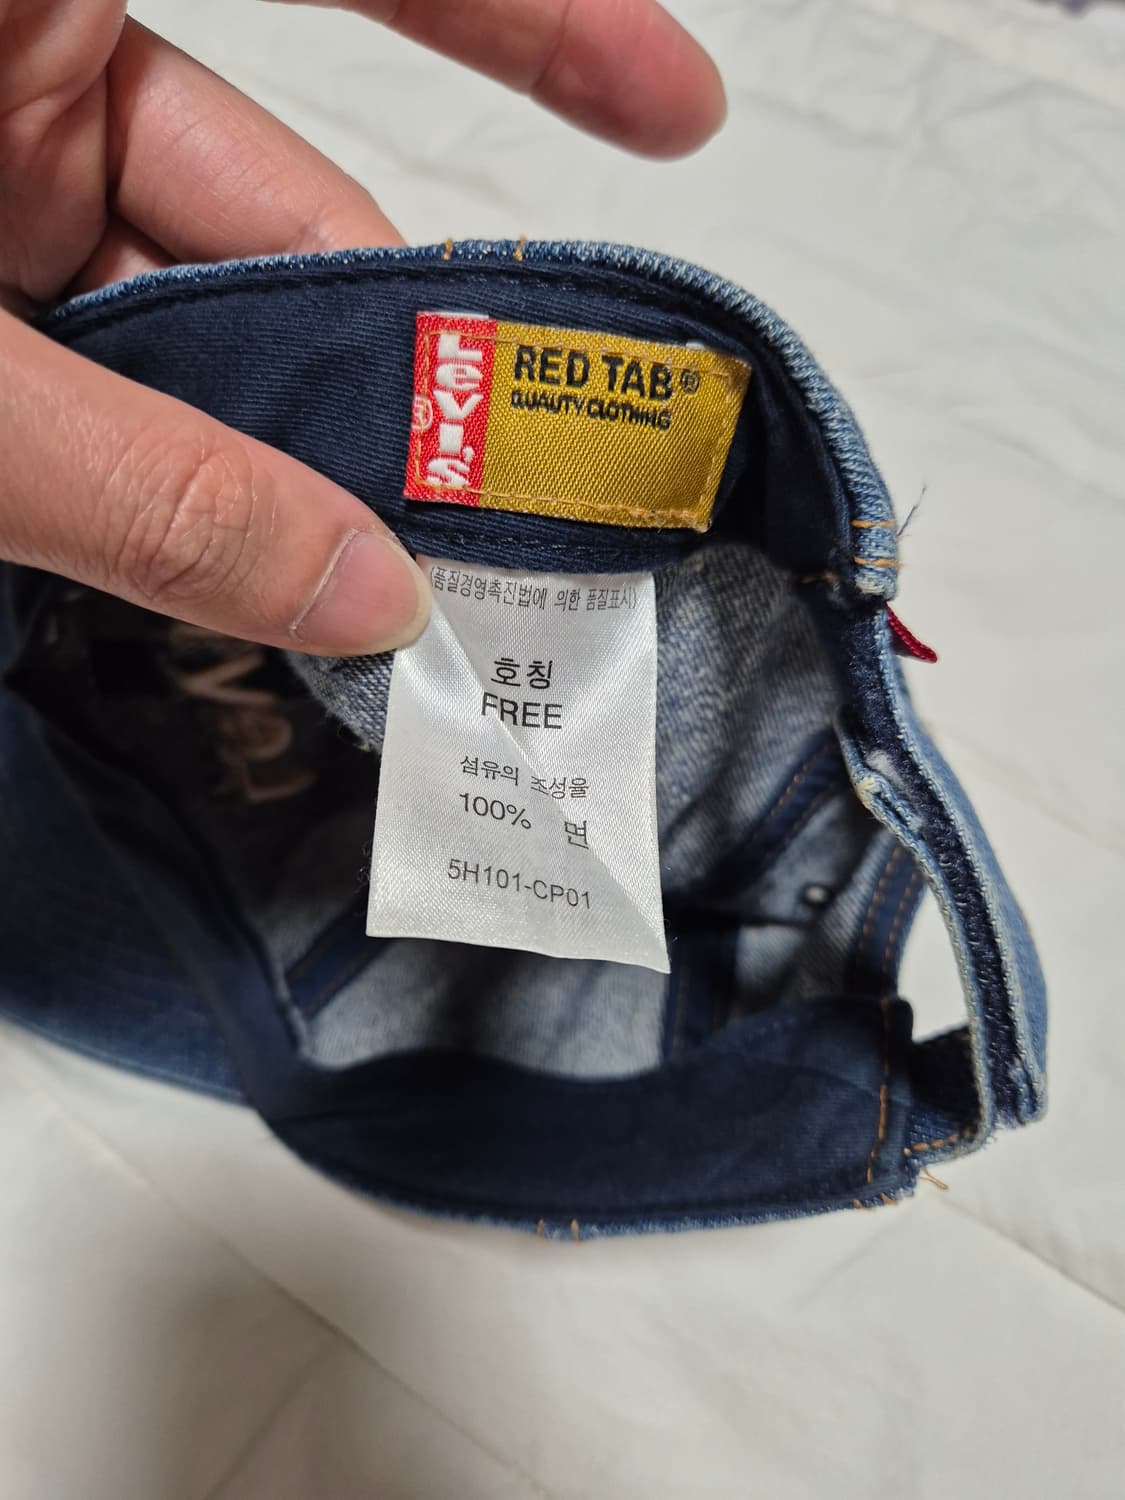 Levi's
®
RED TAB®
QUALITY CLOTHING
(품질경영촉진법에 의한 품질표시)
호칭
FREE
섬유의 조성율
100% 면
5H101-CP01